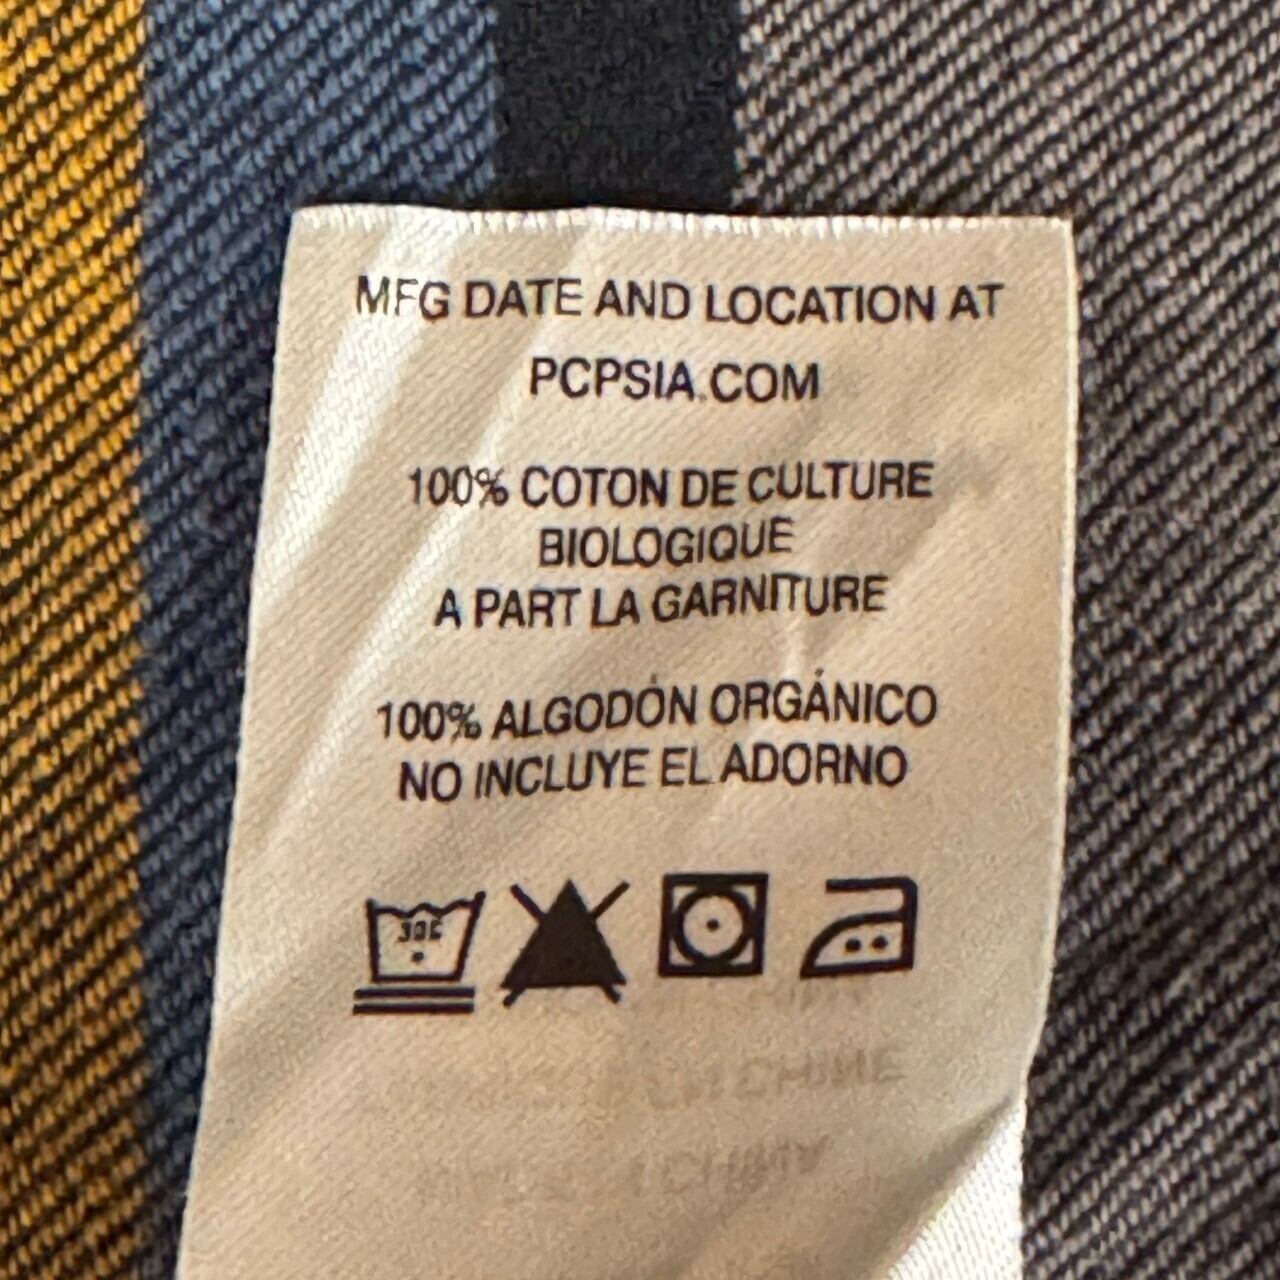 MFG DATE AND LOCATION AT
PCPSIA.COM
100% COTON DE CULTURE
BIOLOGIQUE
A PART LA GARNITURE
100% ALGODÓN ORGÁNICO
NO INCLUYE EL ADORNO
30C